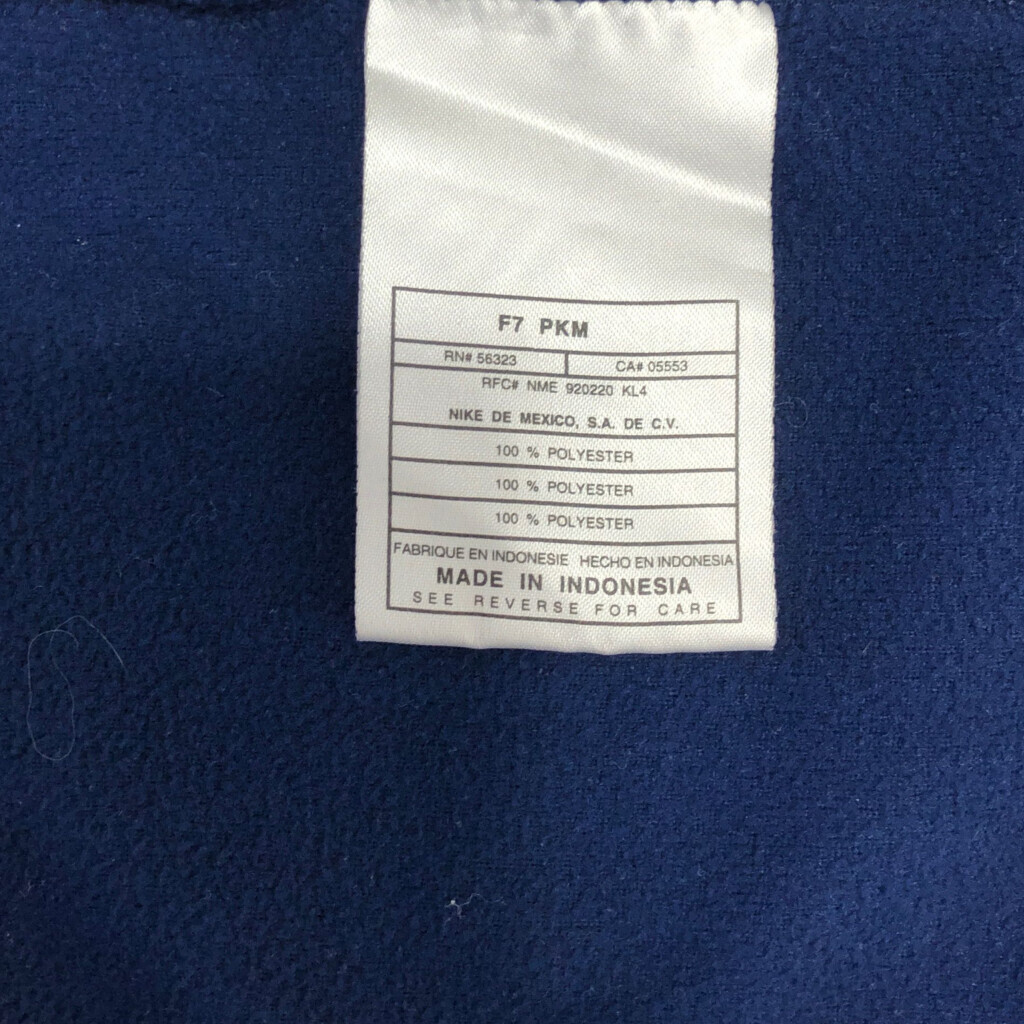 F7 PKM
RN# 56323 CA# 05553
RFC# NME 920220 KL4
NIKE DE MEXICO, S.A. DE C.V.
100 % POLYESTER
100 % POLYESTER
100 % POLYESTER
FABRIQUE EN INDONESIE HECHO EN INDONESIA
MADE IN INDONESIA
SEE REVERSE FOR CARE